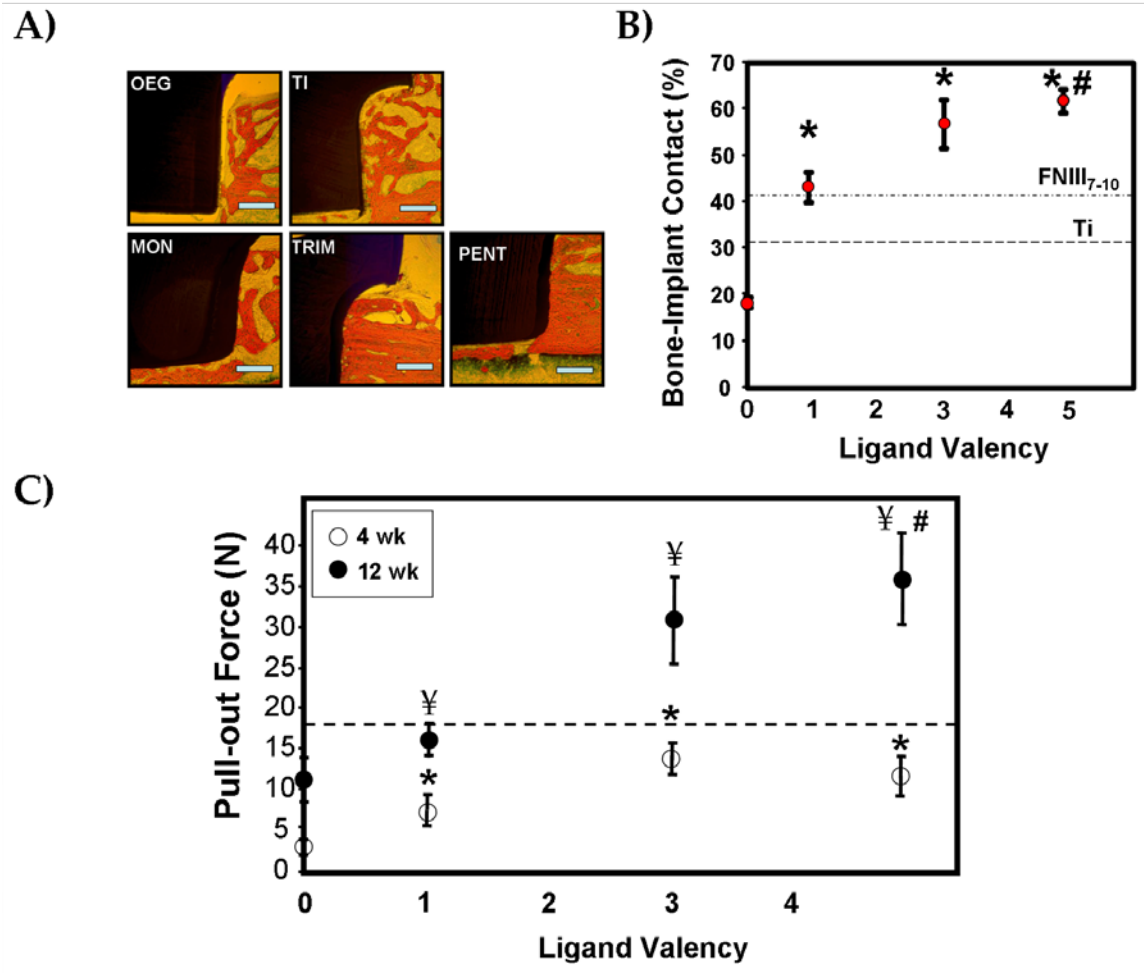 A)
OEG
TI
MON
TRIM
PENT
B)
Bone-Implant Contact (%)
70
60
50
40
30
20
10
0
*
*
* #
FNIII7-10
Ti
0 1 2 3 4 5
Ligand Valency
C)
Pull-out Force (N)
40
35
30
25
20
15
10
5
0
4 wk
12 wk
¥
¥
¥ #
*
*
*
0 1 2 3 4
Ligand Valency